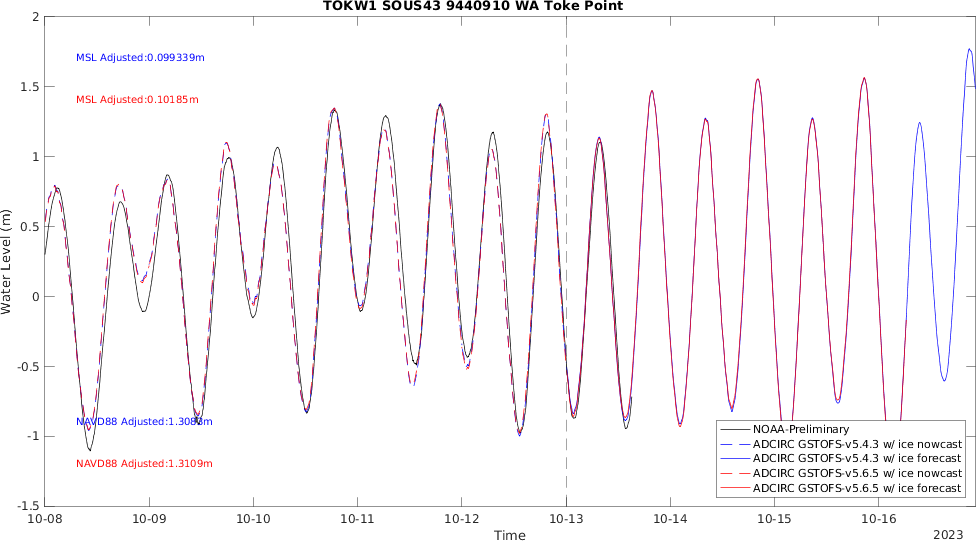 TOKW1 SOUS43 9440910 WA Toke Point
2
1.5
1
0.5
0
-0.5
-1
-1.5
Water Level (m)
MSL Adjusted:0.099339m
MSL Adjusted:0.10185m
NAVD88 Adjusted:1.3083m
NAVD88 Adjusted:1.3109m
NOAA-Preliminary
ADCIRC GSTOFS-v5.4.3 w/ ice nowcast
ADCIRC GSTOFS-v5.4.3 w/ ice forecast
ADCIRC GSTOFS-v5.6.5 w/ ice nowcast
ADCIRC GSTOFS-v5.6.5 w/ ice forecast
10-08 10-09 10-10 10-11 10-12 10-13 10-14 10-15 10-16
Time
2023